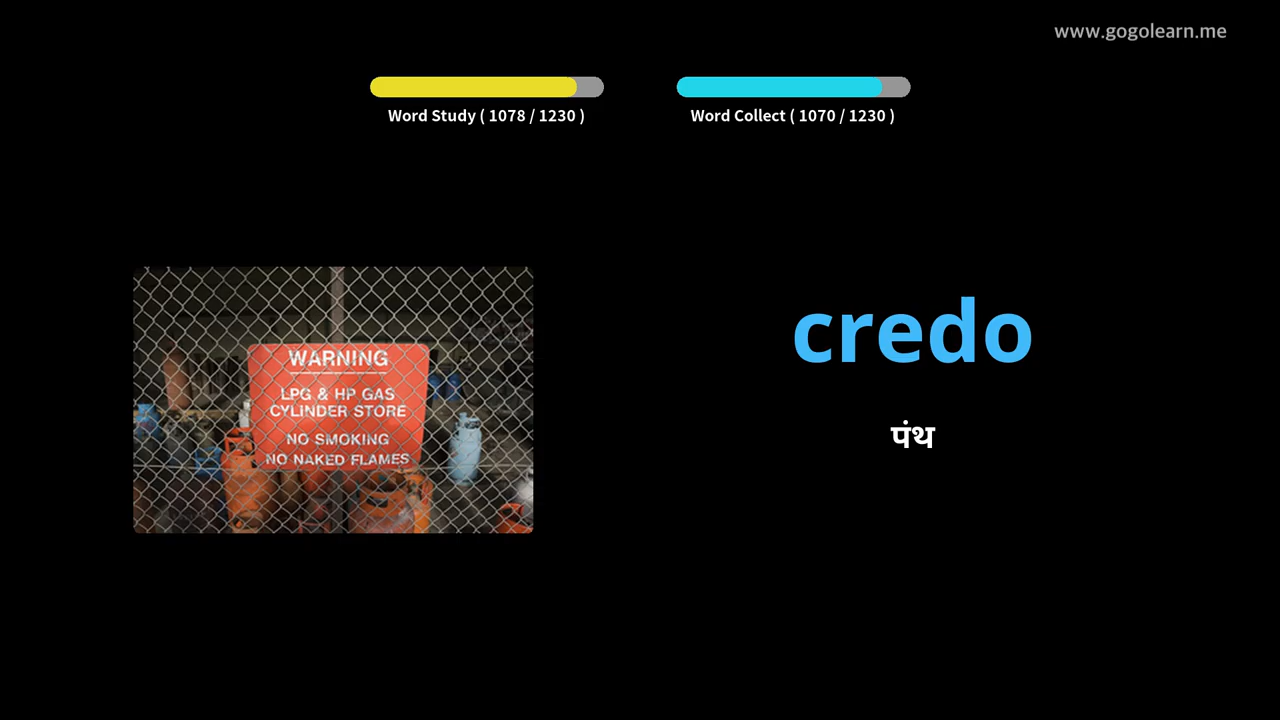 www.gogolearn.me
Word Study ( 1078 / 1230 )
Word Collect ( 1070 / 1230 )
WARNING
LPG & HP GAS
CYLINDER STORE
NO SMOKING
NO NAKED FLAMES
credo
पंथ